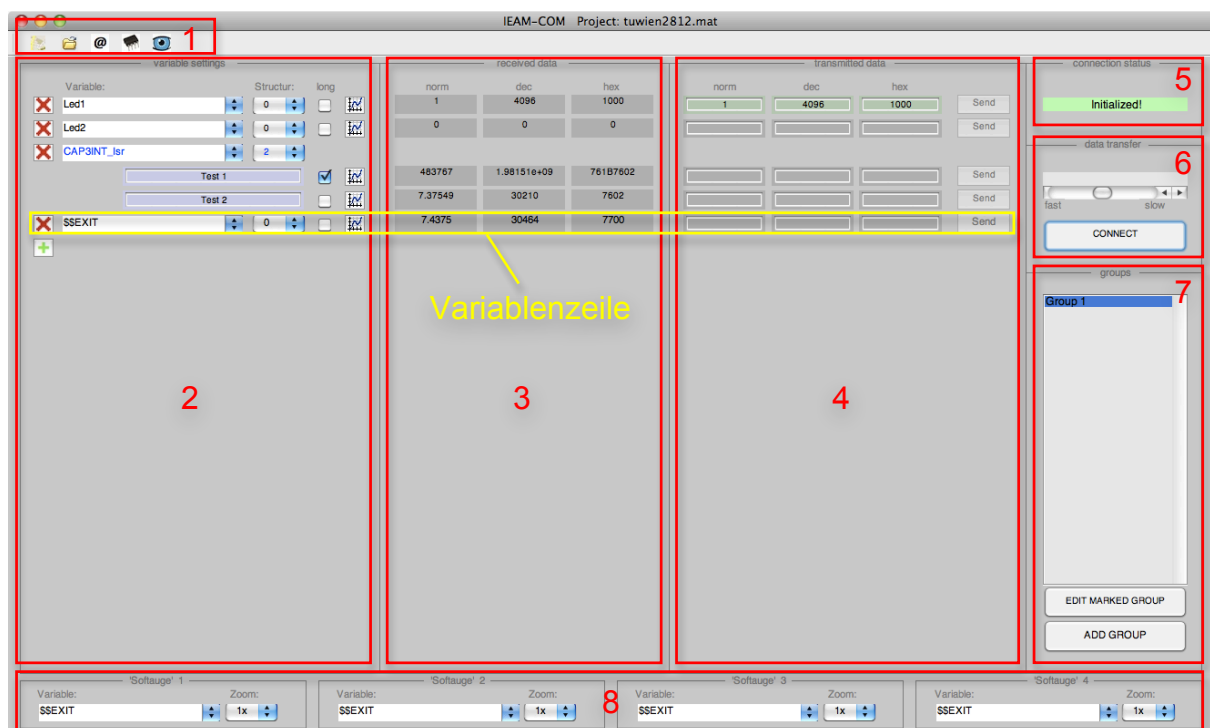 IEAM-COM Project: tuwien2812.mat
@ 1
variable settings
Variable: Structur: long
Led1 0
Led2 0
CAP3INT_Isr 2
Test 1
Test 2
$$EXIT 0
2
received data
norm dec hex
1 4096 1000
0 0 0
483767 1.98151e+09 761B7602
7.37549 30210 7602
7.4375 30464 7700
Variablenzeile
3
transmitted data
norm dec hex
1 4096 1000 Send
Send
Send
Send
Send
4
connection status
5
Initialized!
data transfer
6
fast slow
CONNECT
groups
7
Group 1
EDIT MARKED GROUP
ADD GROUP
'Softauge' 1
Variable: Zoom:
$$EXIT 1x
'Softauge' 2
Variable: Zoom:
$$EXIT 1x
8
'Softauge' 3
Variable: Zoom:
$$EXIT 1x
'Softauge' 4
Variable: Zoom:
$$EXIT 1x